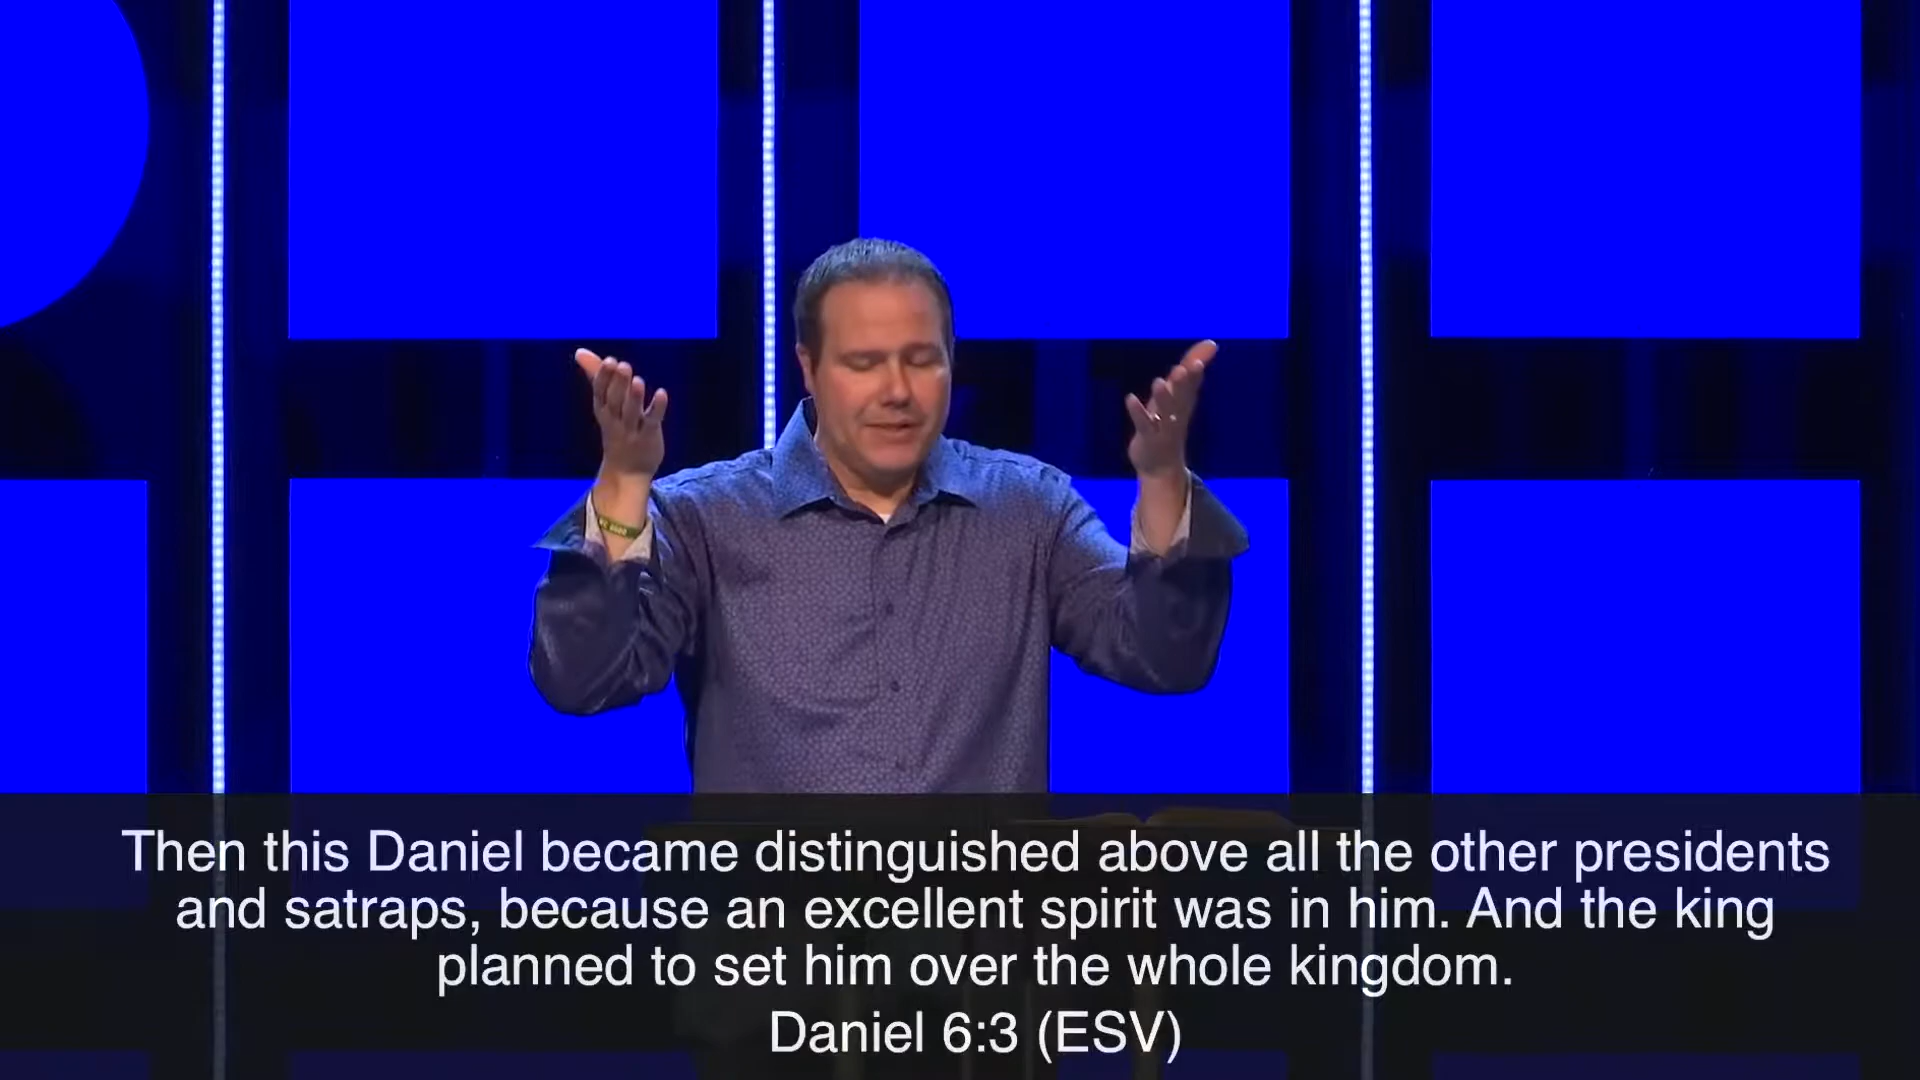 Then this Daniel became distinguished above all the other presidents
and satraps, because an excellent spirit was in him. And the king
planned to set him over the whole kingdom.
Daniel 6:3 (ESV)